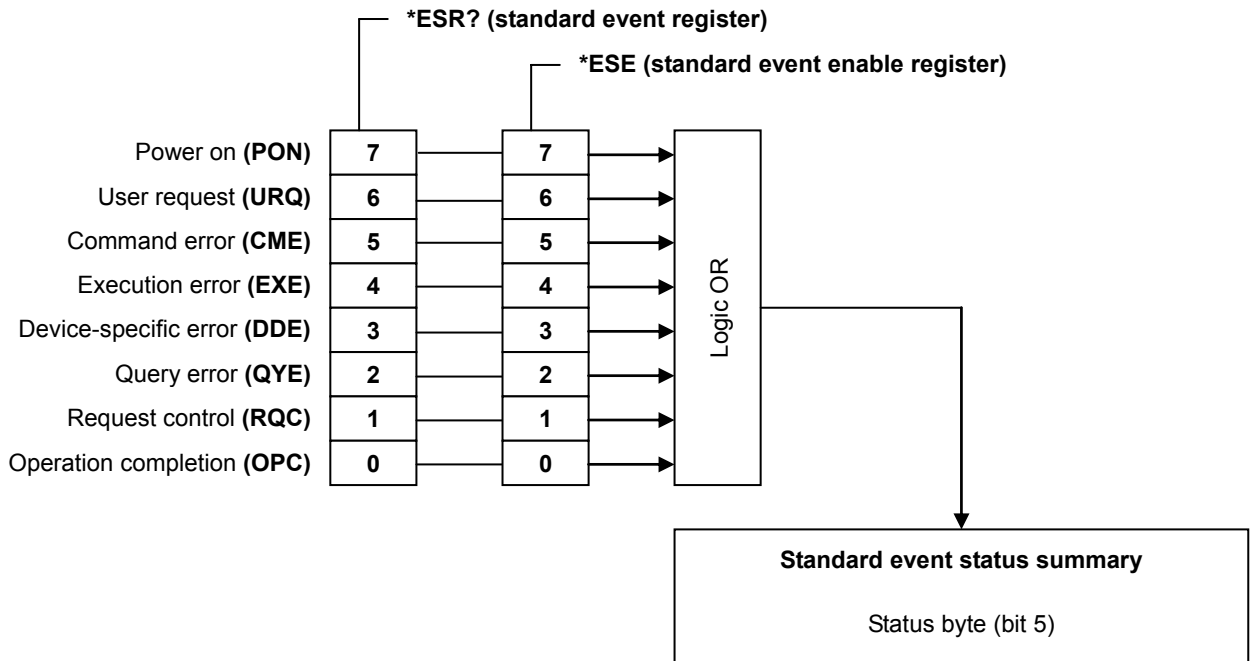 *ESR? (standard event register)
*ESE (standard event enable register)
Power on (PON) 7 7
User request (URQ) 6 6
Command error (CME) 5 5
Execution error (EXE) 4 4
Device-specific error (DDE) 3 3
Query error (QYE) 2 2
Request control (RQC) 1 1
Operation completion (OPC) 0 0
Logic OR
Standard event status summary
Status byte (bit 5)